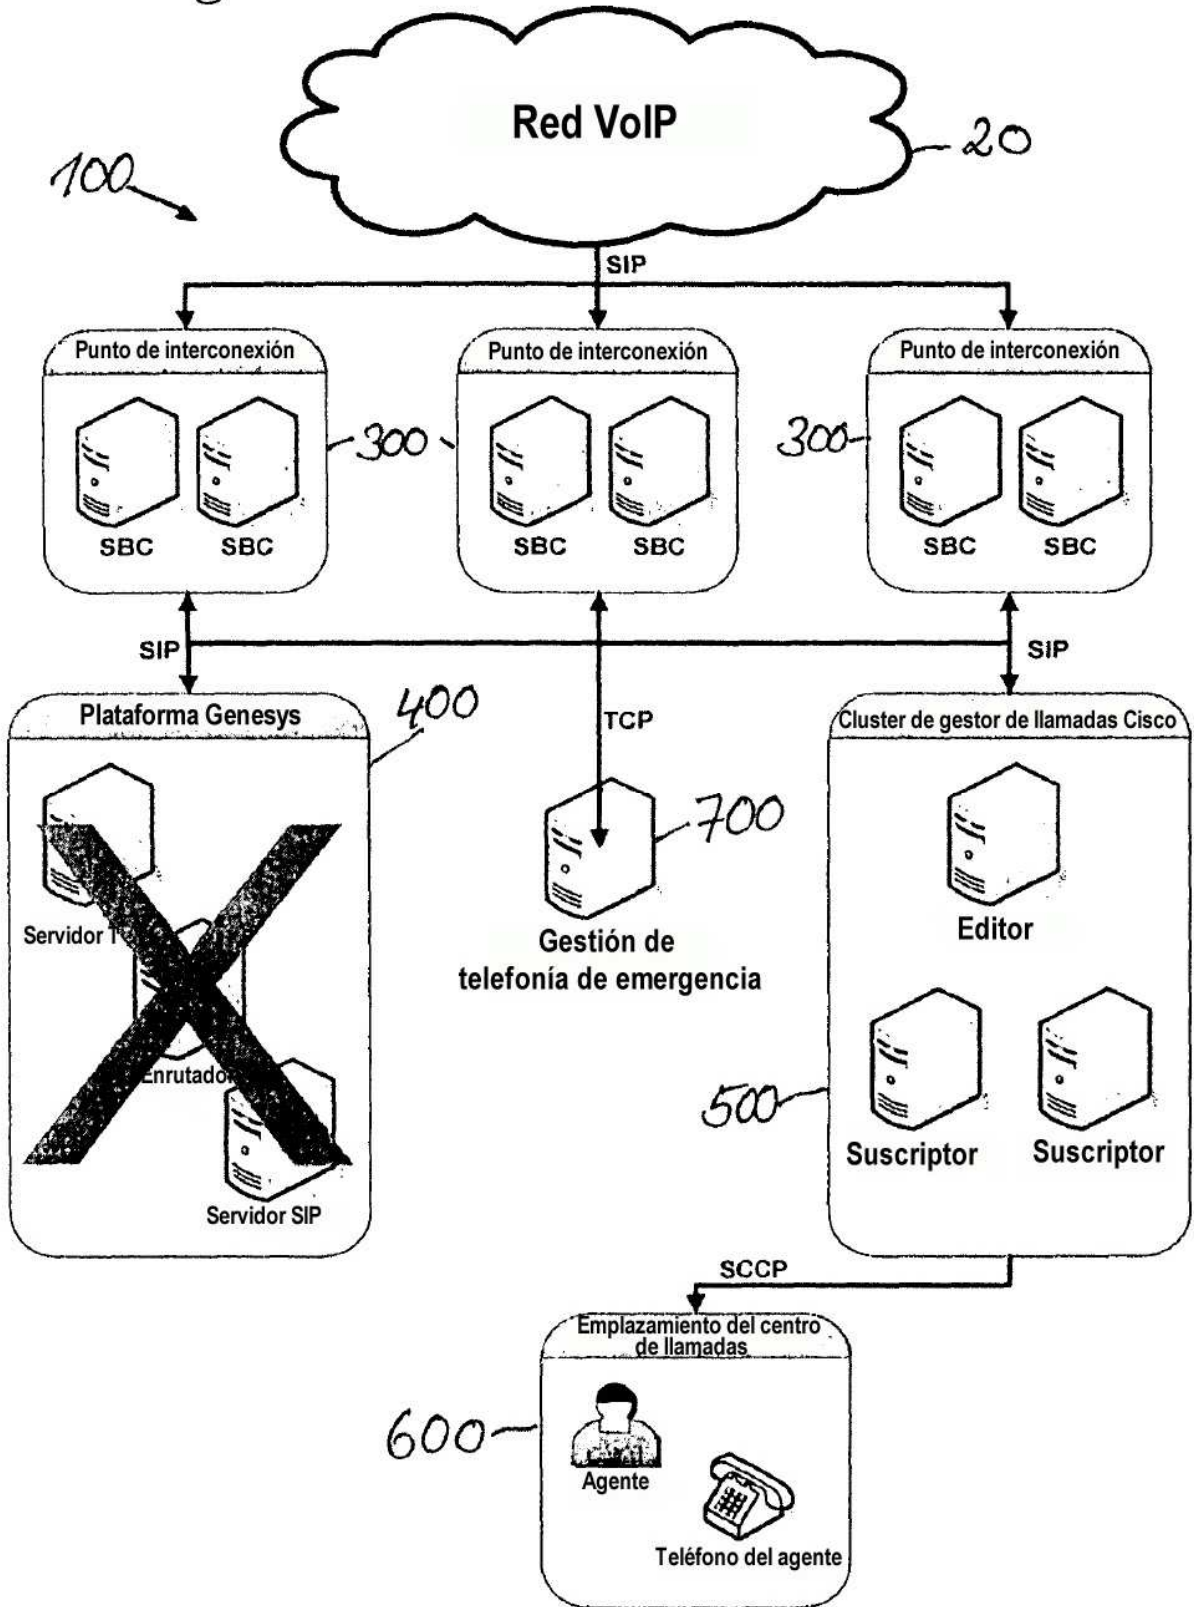 Red VoIP
20
100
SIP
Punto de interconexión
Punto de interconexión
Punto de interconexión
300
300
SBC
SBC
SBC
SBC
SBC
SBC
SIP
SIP
Plataforma Genesys
400
TCP
Cluster de gestor de llamadas Cisco
700
Servidor T
Editor
Gestión de
telefonía de emergencia
Enrutador
500
Suscriptor
Suscriptor
Servidor SIP
SCCP
Emplazamiento del centro
de llamadas
600
Agente
Teléfono del agente